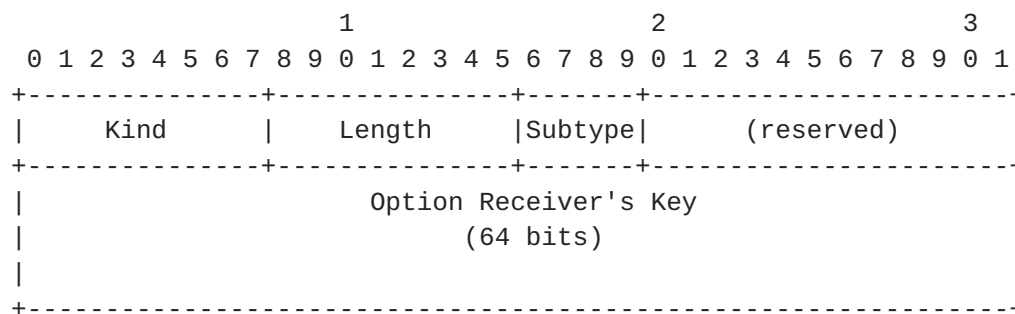 1                   2                   3
 0 1 2 3 4 5 6 7 8 9 0 1 2 3 4 5 6 7 8 9 0 1 2 3 4 5 6 7 8 9 0 1
+---------------+---------------+-------+-----------------------+
|     Kind      |    Length     |Subtype|      (reserved)
+---------------+---------------+-------+-----------------------+
|                      Option Receiver's Key
|                            (64 bits)
|
+---------------------------------------------------------------+